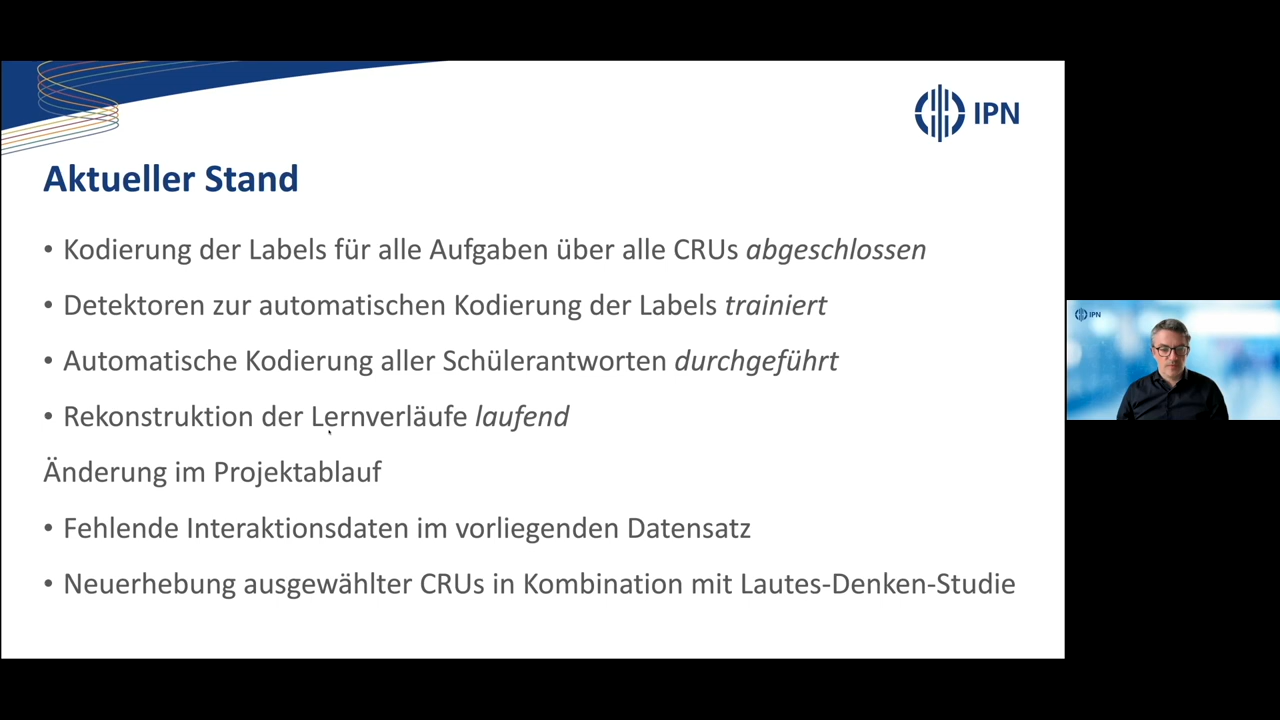 IPN
Aktueller Stand
• Kodierung der Labels für alle Aufgaben über alle CRUs abgeschlossen
• Detektoren zur automatischen Kodierung der Labels trainiert
• Automatische Kodierung aller Schülerantworten durchgeführt
• Rekonstruktion der Lernverläufe laufend
Änderung im Projektablauf
• Fehlende Interaktionsdaten im vorliegenden Datensatz
• Neuerhebung ausgewählter CRUs in Kombination mit Lautes-Denken-Studie
IPN